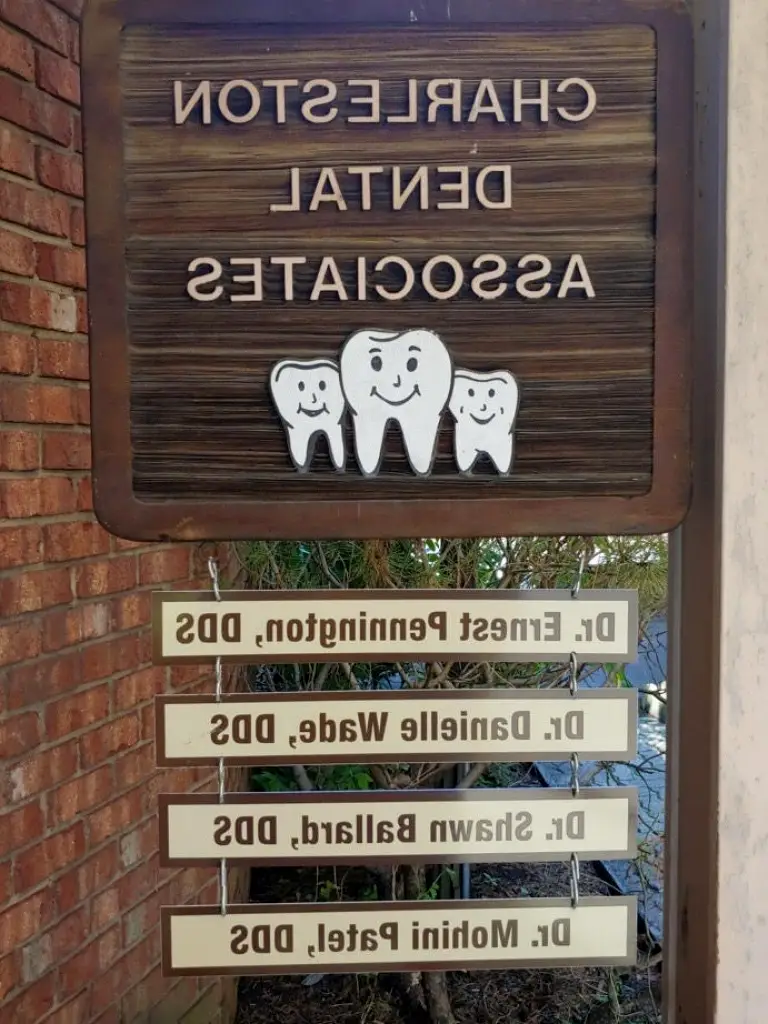 CHARLESTON
DENTAL
ASSOCIATES
Dr. Ernest Pennington, DDS
Dr. Danielle Wade, DDS
Dr. Shawn Ballard, DDS
Dr. Mohini Patel, DDS